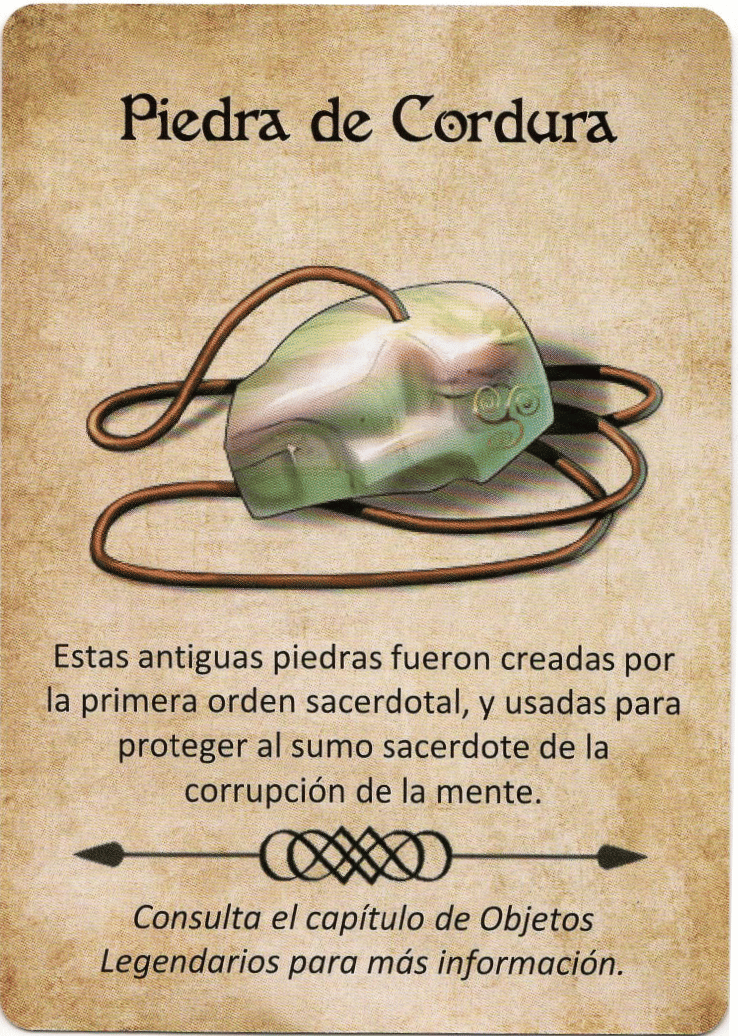 Piedra de Cordura
Estas antiguas piedras fueron creadas por
la primera orden sacerdotal, y usadas para
proteger al sumo sacerdote de la
corrupción de la mente.
Consulta el capítulo de Objetos
Legendarios para más información.